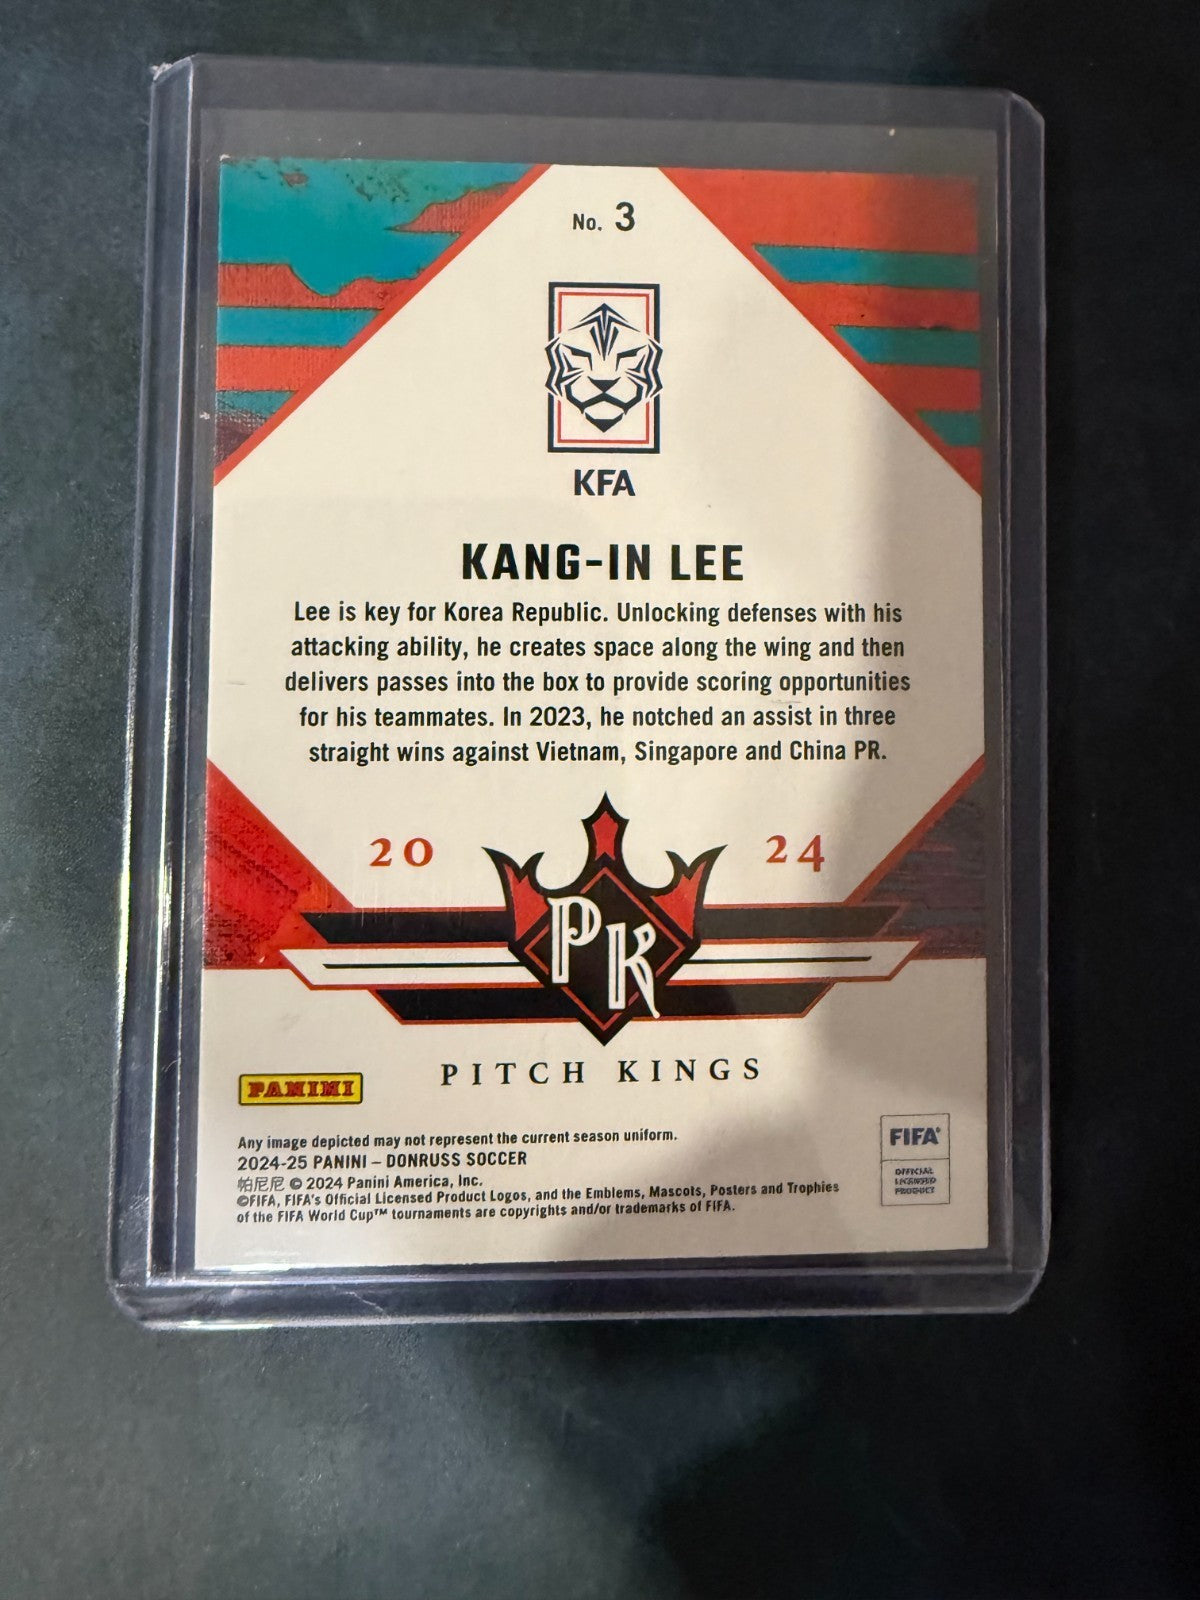 No. 3
KFA
KANG-IN LEE
Lee is key for Korea Republic. Unlocking defenses with his
attacking ability, he creates space along the wing and then
delivers passes into the box to provide scoring opportunities
for his teammates. In 2023, he notched an assist in three
straight wins against Vietnam, Singapore and China PR.
20 24
PK
PITCH KINGS
PANINI
Any image depicted may not represent the current season uniform.
2024-25 PANINI – DONRUSS SOCCER
帕尼尼 © 2024 Panini America, Inc.
©FIFA, FIFA's Official Licensed Product Logos, and the Emblems, Mascots, Posters and Trophies
of the FIFA World Cup™ tournaments are copyrights and/or trademarks of FIFA.
FIFA®
OFFICIAL
LICENSED
PRODUCT